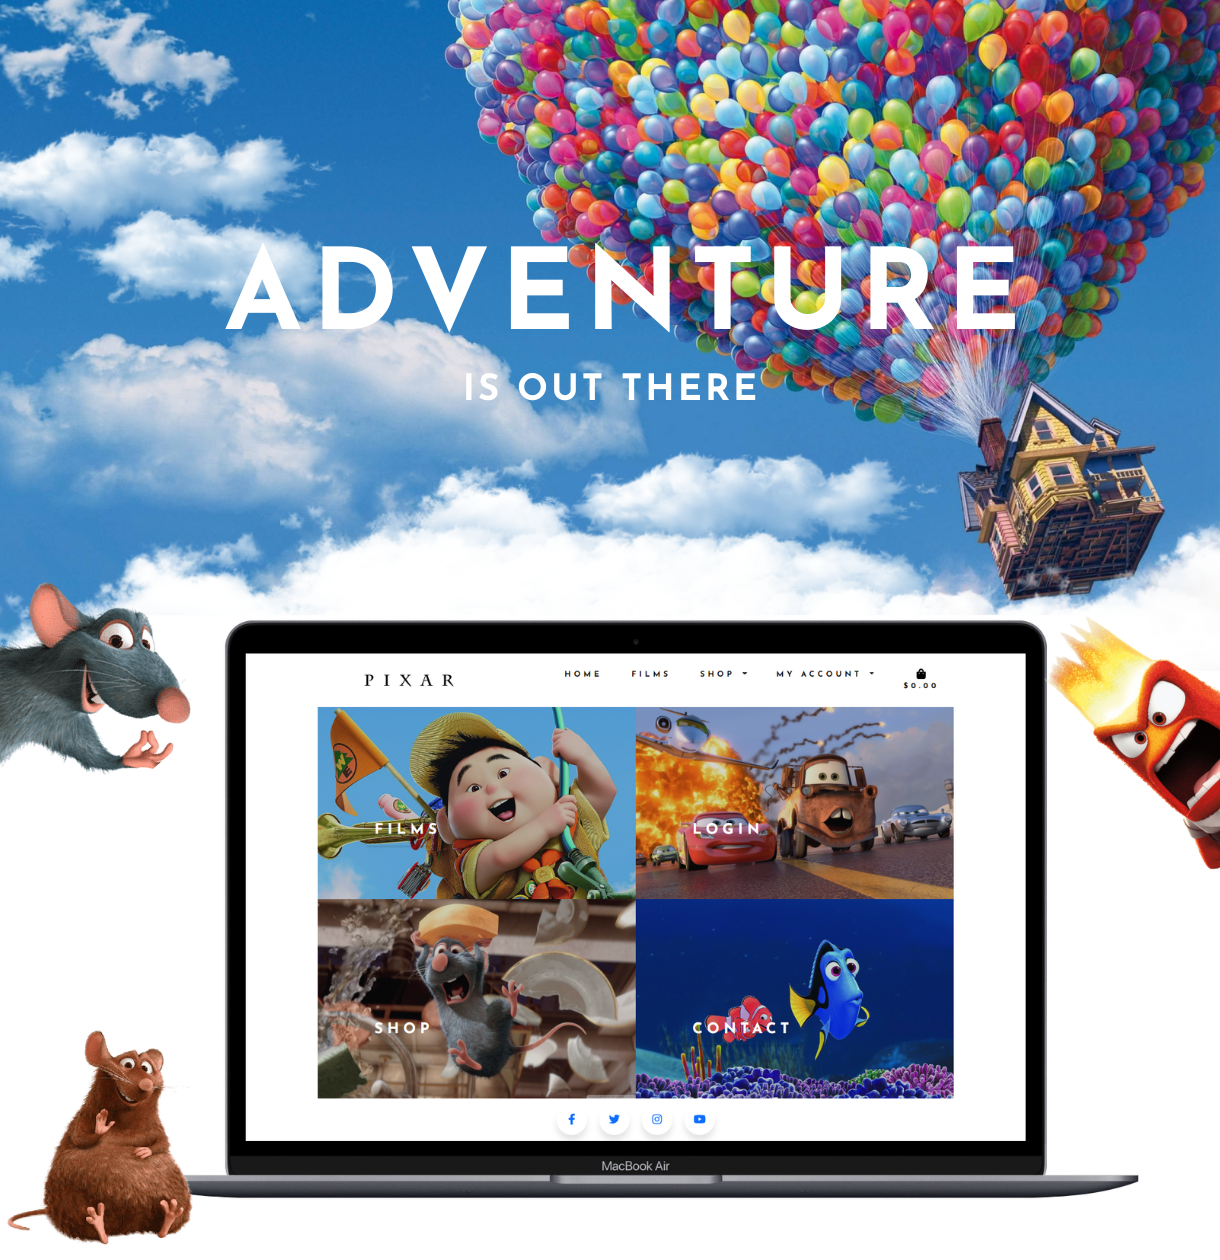 ADVENTURE
IS OUT THERE
PIXAR
HOME FILMS SHOP MY ACCOUNT
$0.00
FILMS
LOGIN
SHOP
CONTACT
MacBook Air